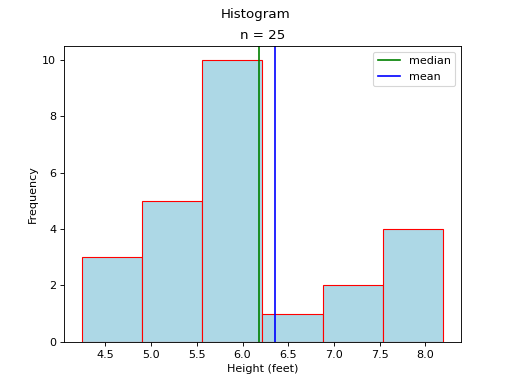 Histogram
n = 25
median
mean
Frequency
10
8
6
4
2
0
4.5 5.0 5.5 6.0 6.5 7.0 7.5 8.0
Height (feet)